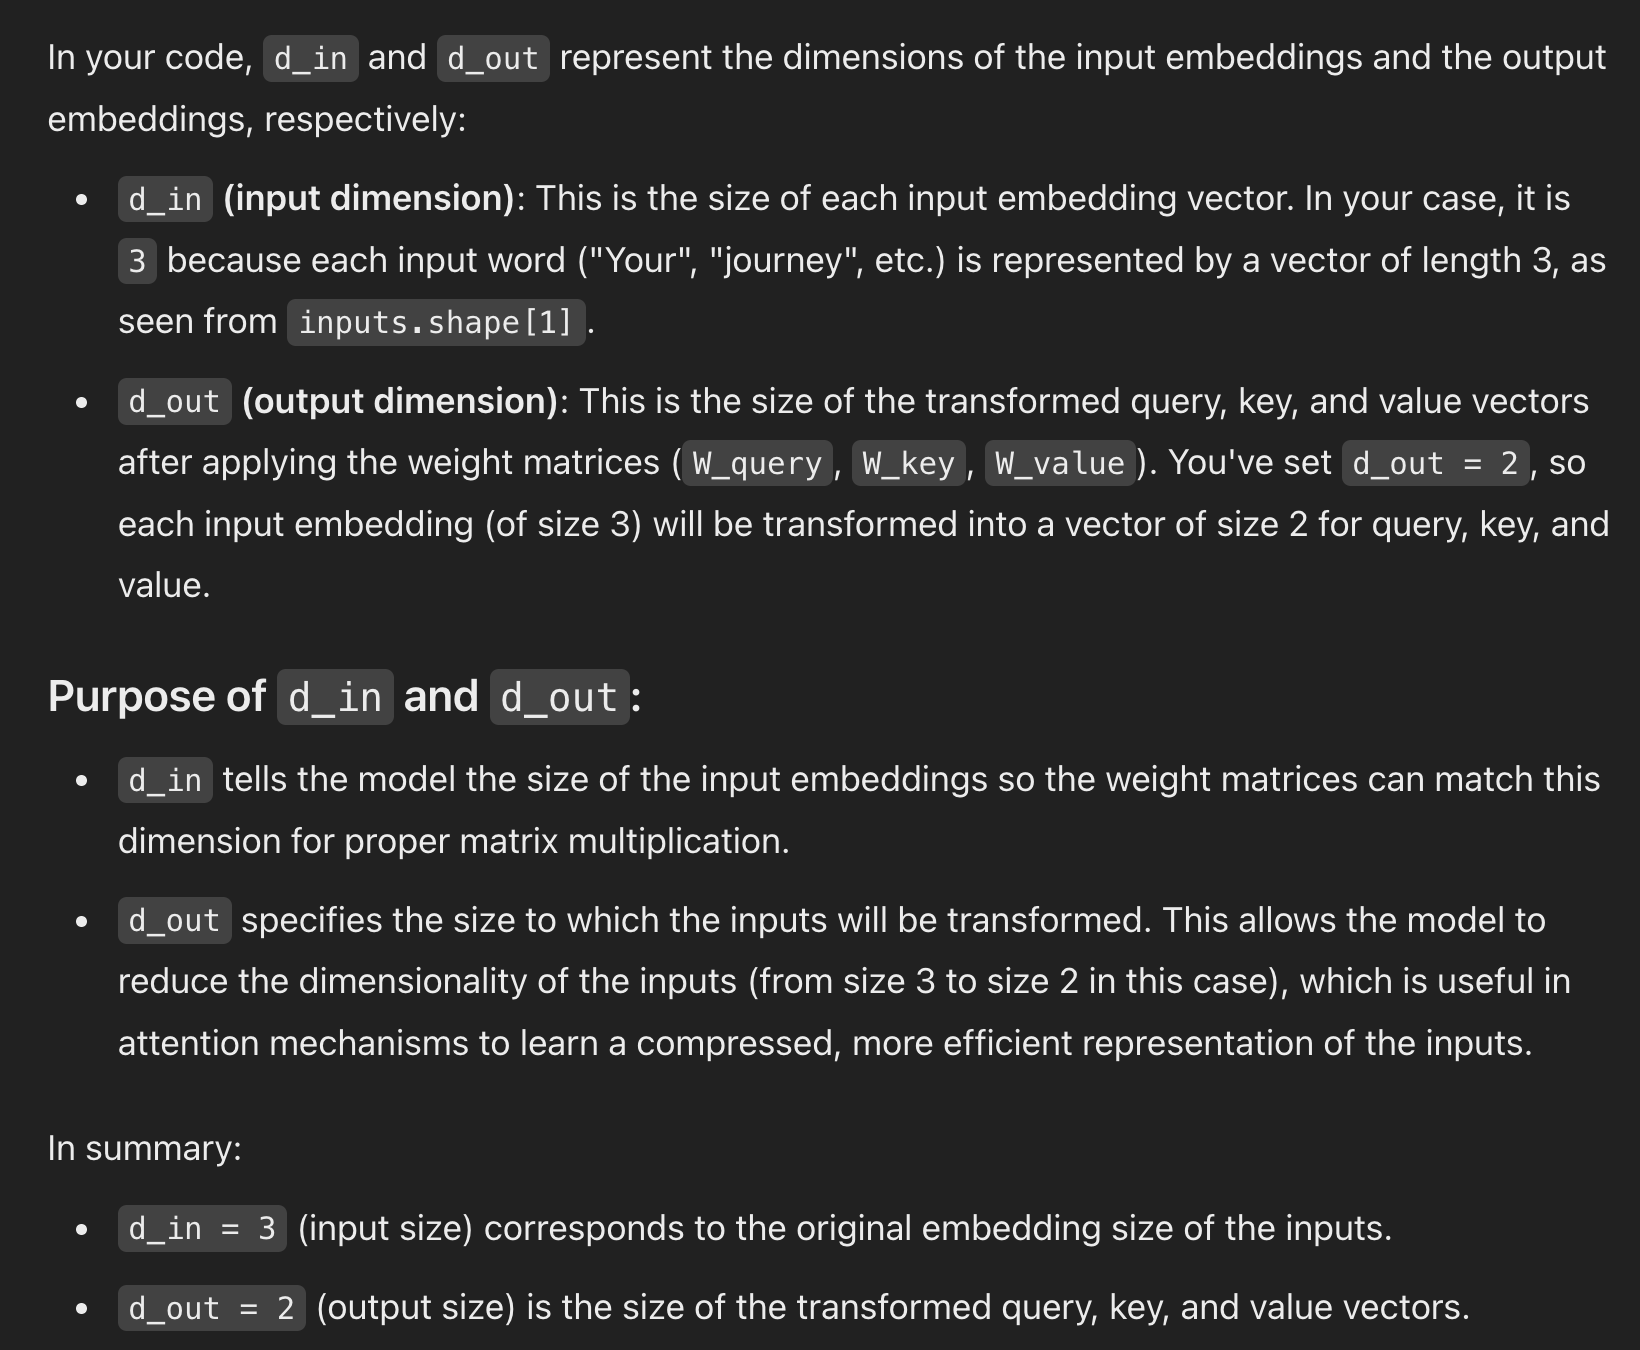 In your code, d_in and d_out represent the dimensions of the input embeddings and the output
embeddings, respectively:
• d_in (input dimension): This is the size of each input embedding vector. In your case, it is
3 because each input word ("Your", "journey", etc.) is represented by a vector of length 3, as
seen from inputs.shape[1].
• d_out (output dimension): This is the size of the transformed query, key, and value vectors
after applying the weight matrices (W_query, W_key, W_value). You've set d_out = 2, so
each input embedding (of size 3) will be transformed into a vector of size 2 for query, key, and
value.
Purpose of d_in and d_out:
• d_in tells the model the size of the input embeddings so the weight matrices can match this
dimension for proper matrix multiplication.
• d_out specifies the size to which the inputs will be transformed. This allows the model to
reduce the dimensionality of the inputs (from size 3 to size 2 in this case), which is useful in
attention mechanisms to learn a compressed, more efficient representation of the inputs.
In summary:
• d_in = 3 (input size) corresponds to the original embedding size of the inputs.
• d_out = 2 (output size) is the size of the transformed query, key, and value vectors.